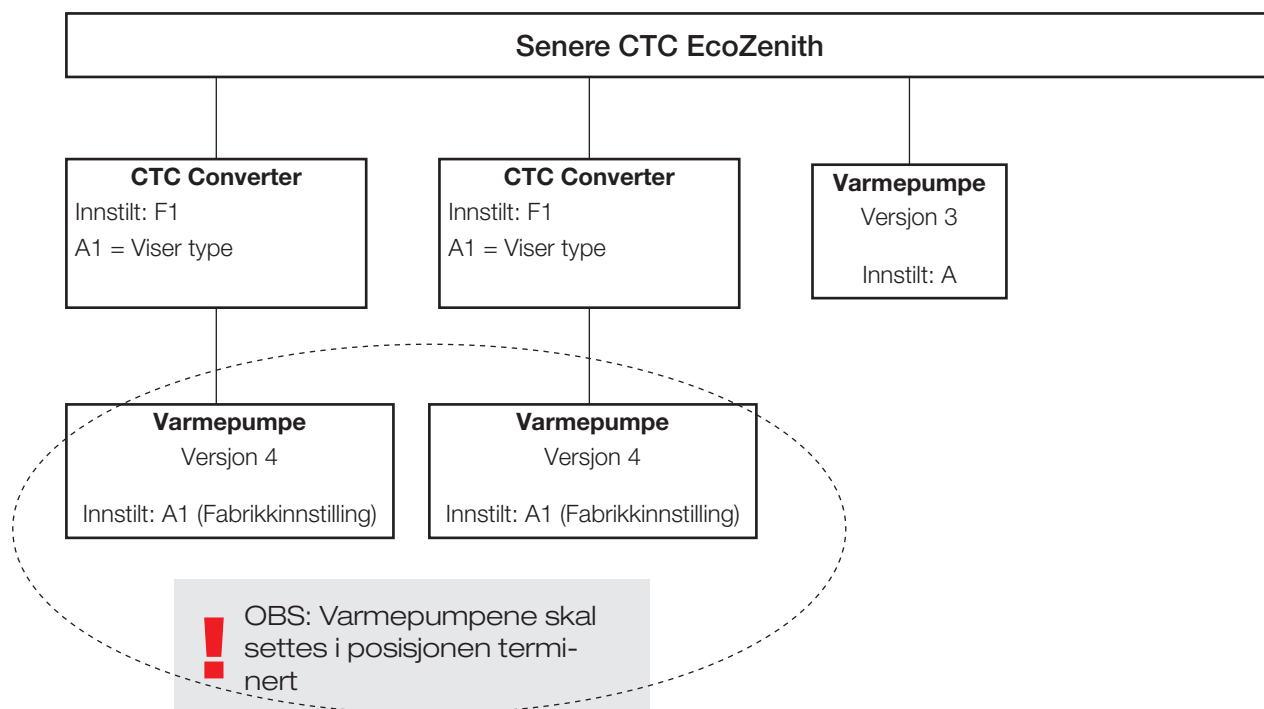 Senere CTC EcoZenith
CTC Converter
Innstilt: F1
A1 = Viser type
CTC Converter
Innstilt: F1
A1 = Viser type
Varmepumpe
Versjon 3
Innstilt: A
Varmepumpe
Versjon 4
Innstilt: A1 (Fabrikkinnstilling)
Varmepumpe
Versjon 4
Innstilt: A1 (Fabrikkinnstilling)
! OBS: Varmepumpene skal
settes i posisjonen termi-
nert